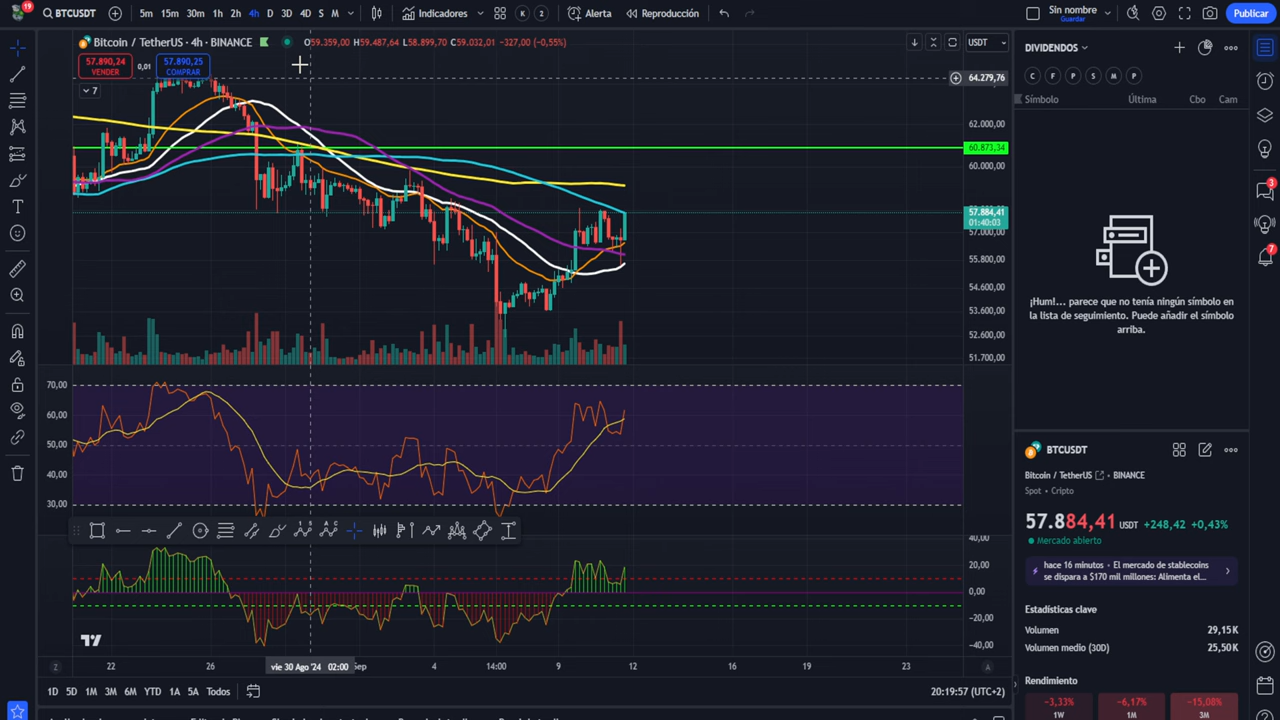 19
BTCUSDT
5m 15m 30m 1h 2h 4h D 3D 4D S M
Indicadores
K 2
Alerta
Reproducción
Sin nombre
Guardar
Publicar
Bitcoin / TetherUS · 4h · BINANCE
O59.359,00 H59.487,64 L58.899,70 C59.032,01 −327,00 (−0,55%)
57.890,24
VENDER
0,01
57.890,25
COMPRAR
7
USDT
64.279,76
62.000,00
60.873,34
60.000,00
57.884,41
01:40:03
57.000,00
55.800,00
54.600,00
53.600,00
52.600,00
51.700,00
70,00
60,00
50,00
40,00
30,00
40,00
20,00
0,00
−20,00
−40,00
Z
22
26
vie 30 Ago '24 02:00
Sep
4
14:00
9
12
16
19
23
A
1D 5D 1M 3M 6M YTD 1A 5A Todos
20:19:57 (UTC+2)
DIVIDENDOS
C F P S M P
Símbolo
Última
Cbo
Cam
¡Hum!... parece que no tenía ningún símbolo en
la lista de seguimiento. Puede añadir el símbolo
arriba.
BTCUSDT
Bitcoin / TetherUS • BINANCE
Spot • Cripto
57.884,41 USDT +248,42 +0,43%
Mercado abierto
hace 16 minutos • El mercado de stablecoins
se dispara a $170 mil millones: Alimenta el...
Estadísticas clave
Volumen
29,15K
Volumen medio (30D)
25,50K
Rendimiento
−3,33%
1W
−6,17%
1M
−15,08%
3M
3
7